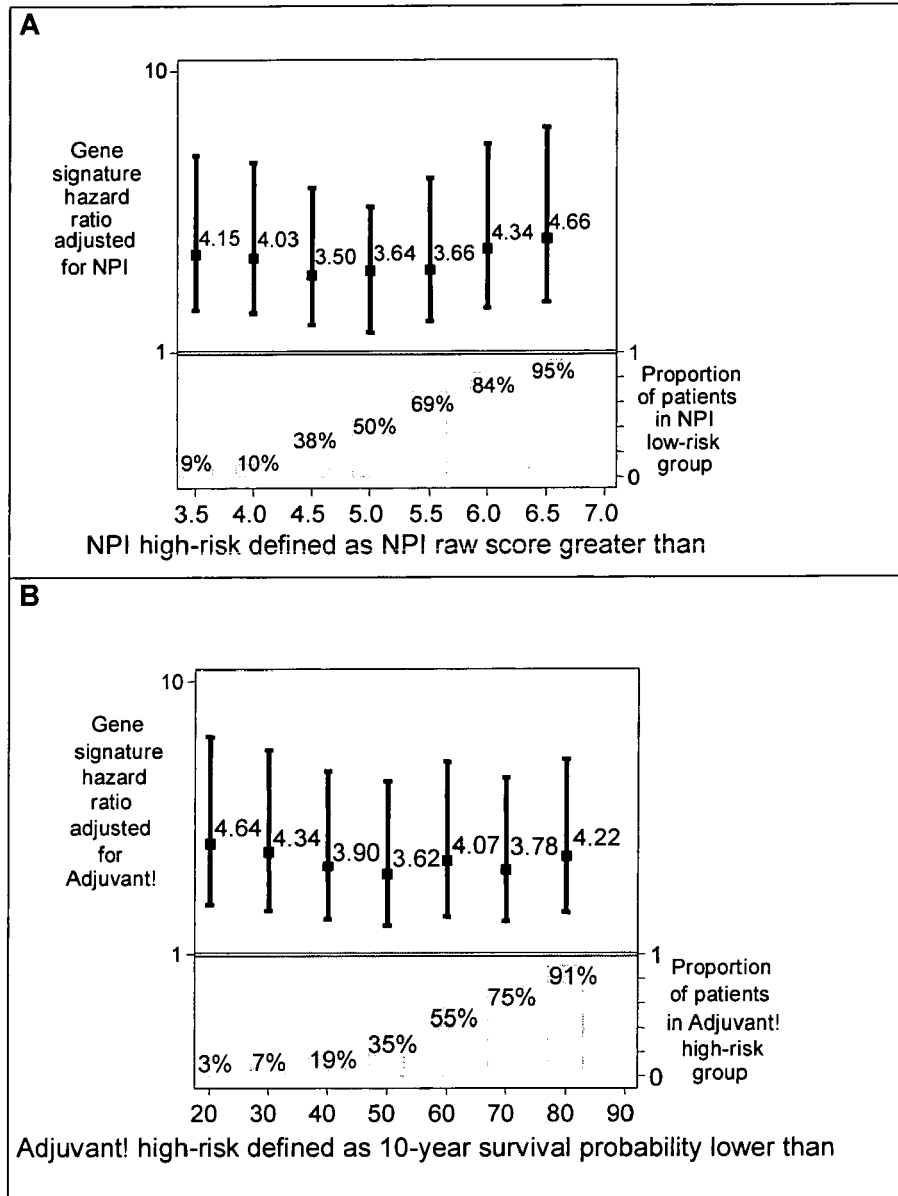 A
10
Gene
signature
hazard
ratio
adjusted
for NPI
4.15 4.03 3.50 3.64 3.66 4.34 4.66
1 1
9% 10% 38% 50% 69% 84% 95%
Proportion
of patients
in NPI
low-risk
group
0
3.5 4.0 4.5 5.0 5.5 6.0 6.5 7.0
NPI high-risk defined as NPI raw score greater than
B
10
Gene
signature
hazard
ratio
adjusted
for
Adjuvant!
4.64 4.34 3.90 3.62 4.07 3.78 4.22
1 1
3% 7% 19% 35% 55% 75% 91%
Proportion
of patients
in Adjuvant!
high-risk
group
0
20 30 40 50 60 70 80 90
Adjuvant! high-risk defined as 10-year survival probability lower than